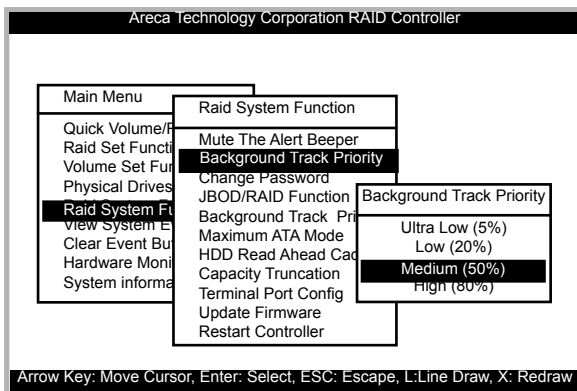 Areca Technology Corporation RAID Controller
Main Menu
Quick Volume/
Raid Set Functi
Volume Set Fun
Physical Drives
Raid System Fu
View System E
Clear Event Bu
Hardware Moni
System informa
Raid System Function
Mute The Alert Beeper
Background Track Priority
Change Password
JBOD/RAID Function
Background Track Pri
Maximum ATA Mode
HDD Read Ahead Cac
Capacity Truncation
Terminal Port Config
Update Firmware
Restart Controller
Background Track Priority
Ultra Low (5%)
Low (20%)
Medium (50%)
High (80%)
Arrow Key: Move Cursor, Enter: Select, ESC: Escape, L:Line Draw, X: Redraw